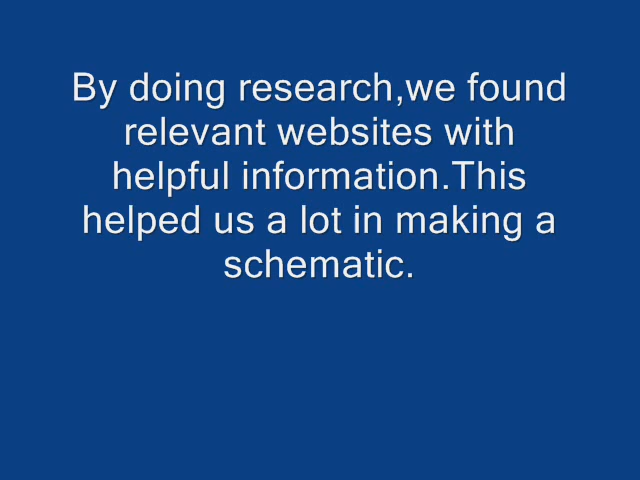 By doing research,we found
relevant websites with
helpful information.This
helped us a lot in making a
schematic.